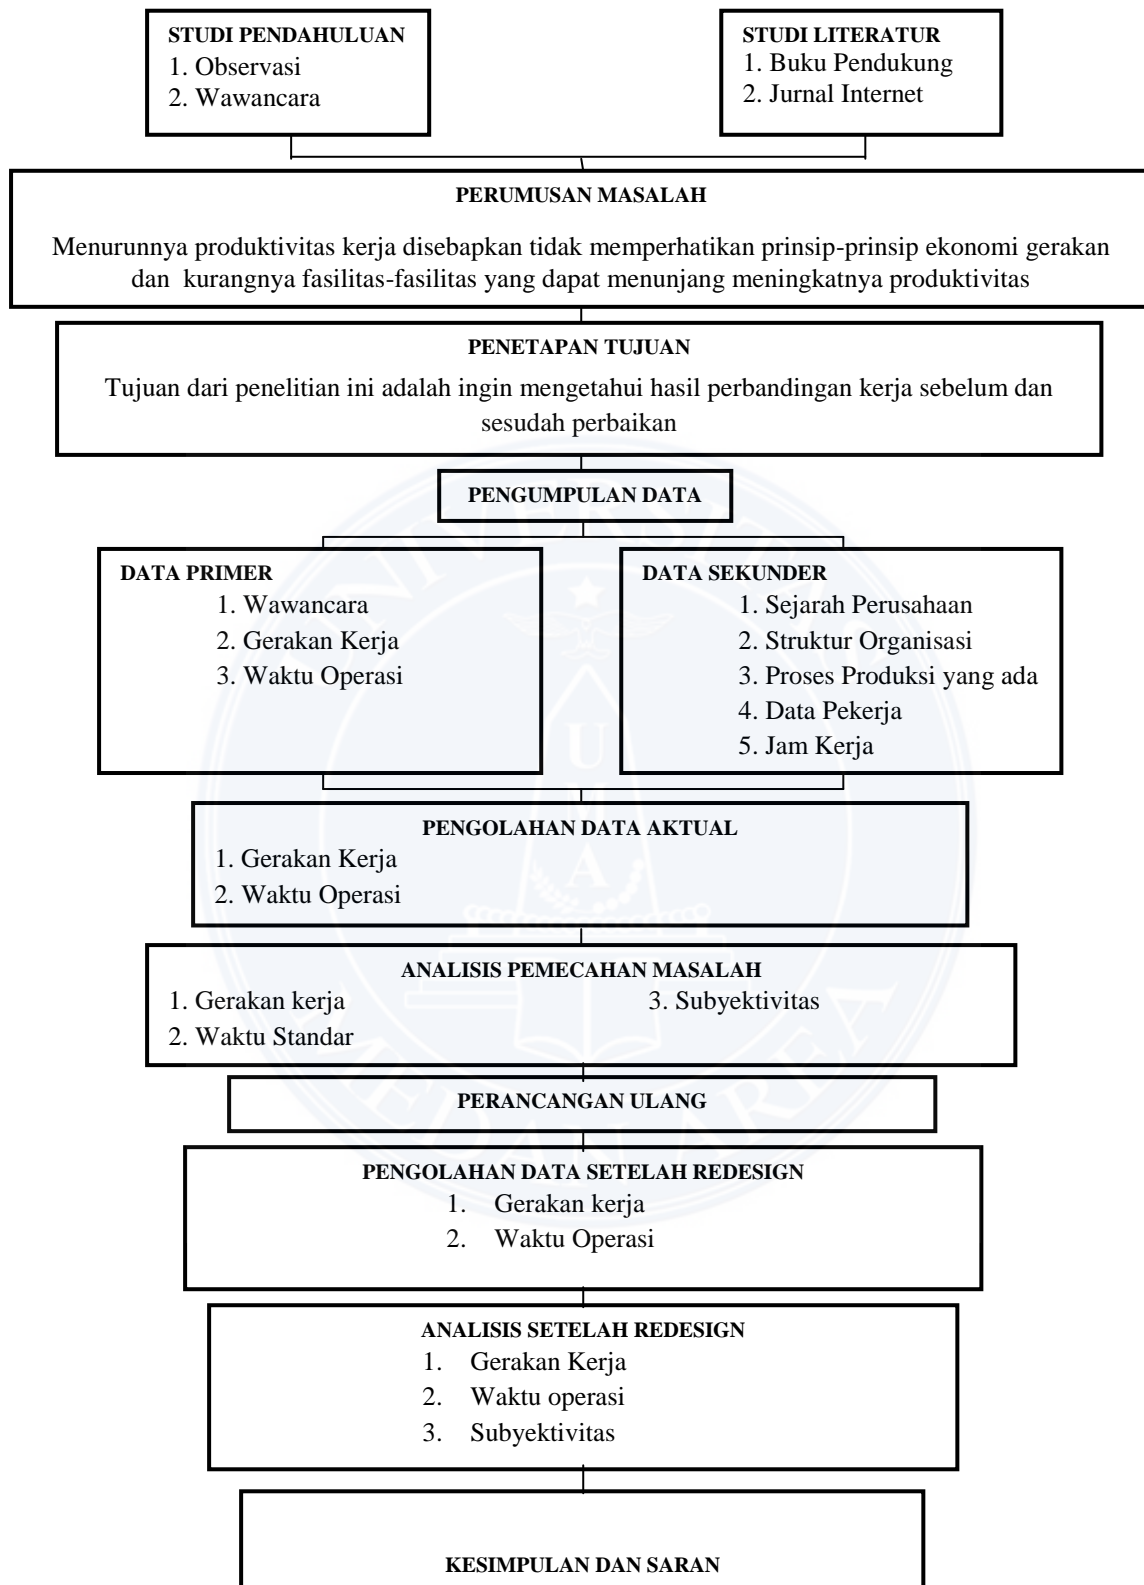 STUDI PENDAHULUAN
1. Observasi
2. Wawancara
STUDI LITERATUR
1. Buku Pendukung
2. Jurnal Internet
PERUMUSAN MASALAH
Menurunnya produktivitas kerja disebapkan tidak memperhatikan prinsip-prinsip ekonomi gerakan
dan kurangnya fasilitas-fasilitas yang dapat menunjang meningkatnya produktivitas
PENETAPAN TUJUAN
Tujuan dari penelitian ini adalah ingin mengetahui hasil perbandingan kerja sebelum dan
sesudah perbaikan
PENGUMPULAN DATA
DATA PRIMER
1. Wawancara
2. Gerakan Kerja
3. Waktu Operasi
DATA SEKUNDER
1. Sejarah Perusahaan
2. Struktur Organisasi
3. Proses Produksi yang ada
4. Data Pekerja
5. Jam Kerja
PENGOLAHAN DATA AKTUAL
1. Gerakan Kerja
2. Waktu Operasi
ANALISIS PEMECAHAN MASALAH
1. Gerakan kerja
2. Waktu Standar
3. Subyektivitas
PERANCANGAN ULANG
PENGOLAHAN DATA SETELAH REDESIGN
1. Gerakan kerja
2. Waktu Operasi
ANALISIS SETELAH REDESIGN
1. Gerakan Kerja
2. Waktu operasi
3. Subyektivitas
KESIMPULAN DAN SARAN
UNIVERSITAS
MEDAN AREA
U
M
A